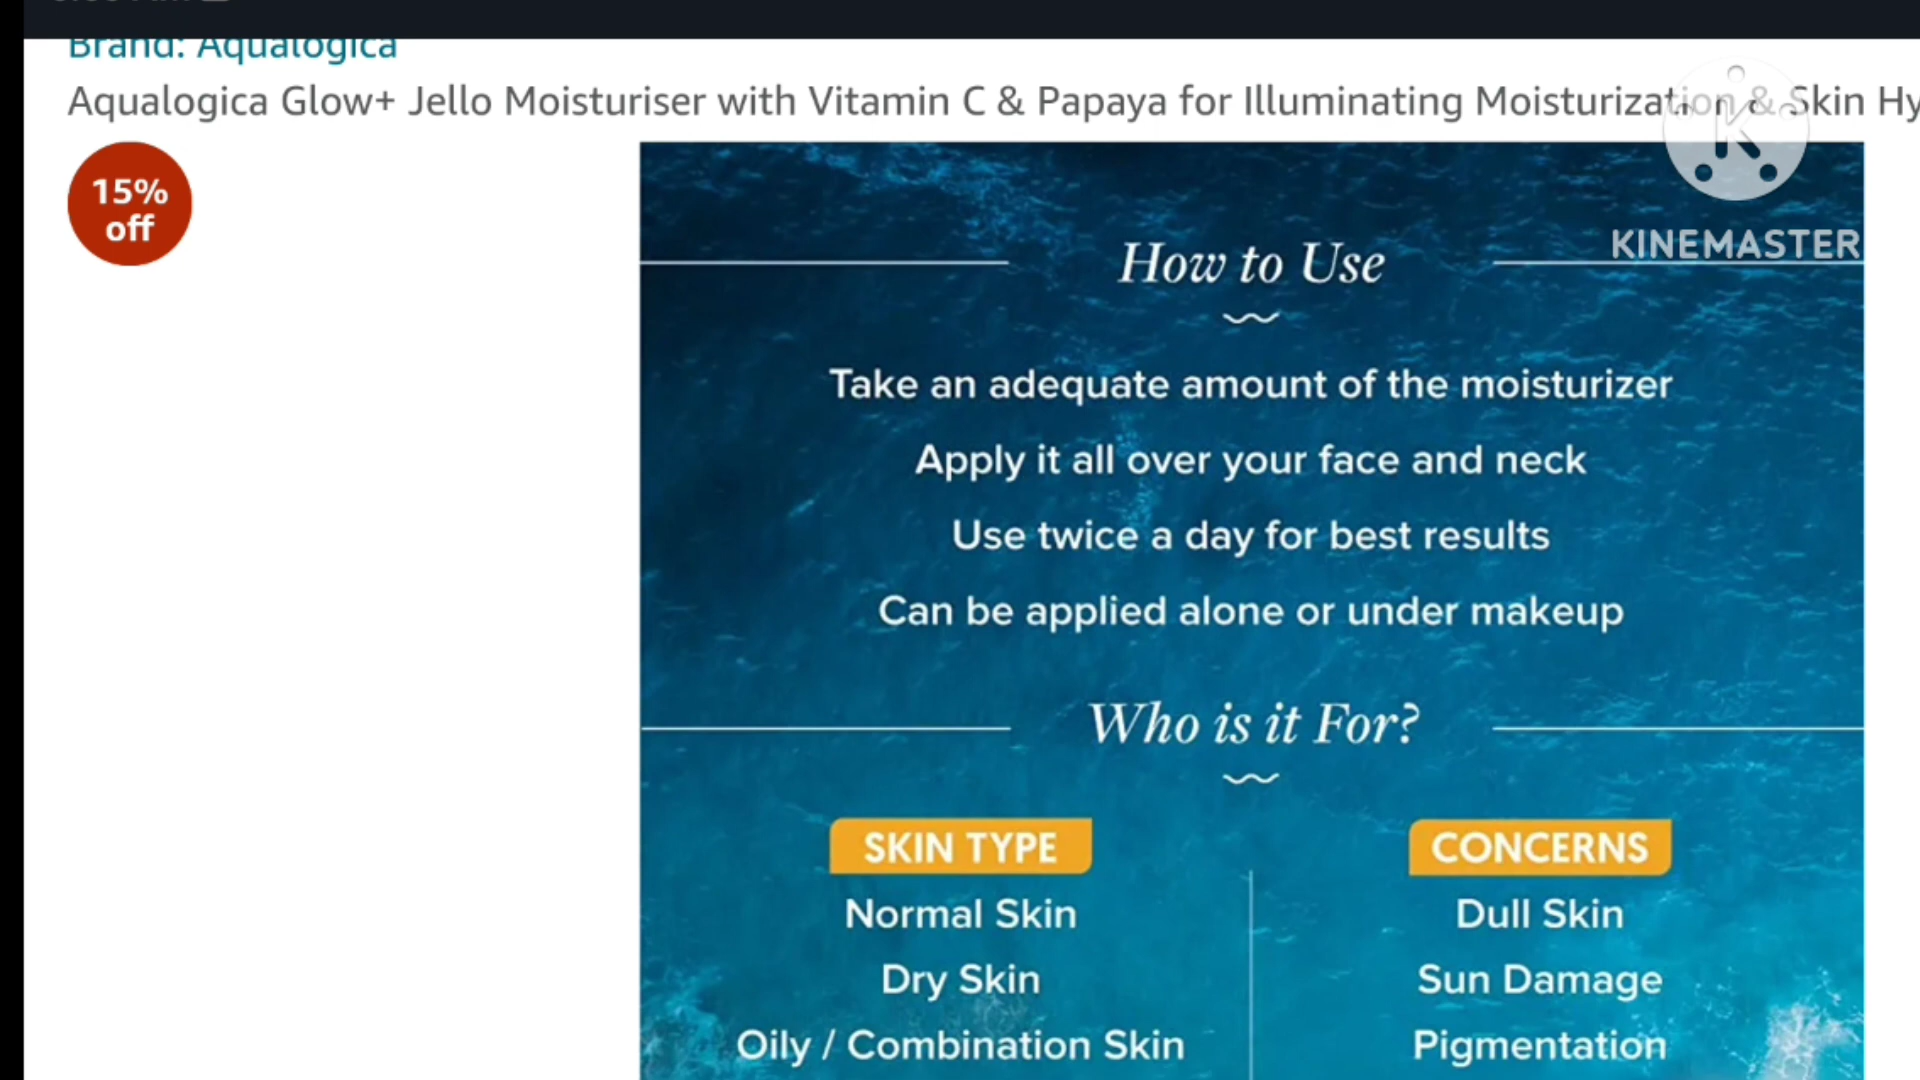 Brand: Aqualogica
Aqualogica Glow+ Jello Moisturiser with Vitamin C & Papaya for Illuminating Moisturization & Skin Hy
15%
off
KINEMASTER
How to Use
Take an adequate amount of the moisturizer
Apply it all over your face and neck
Use twice a day for best results
Can be applied alone or under makeup
Who is it For?
SKIN TYPE
CONCERNS
Normal Skin
Dull Skin
Dry Skin
Sun Damage
Oily / Combination Skin
Pigmentation